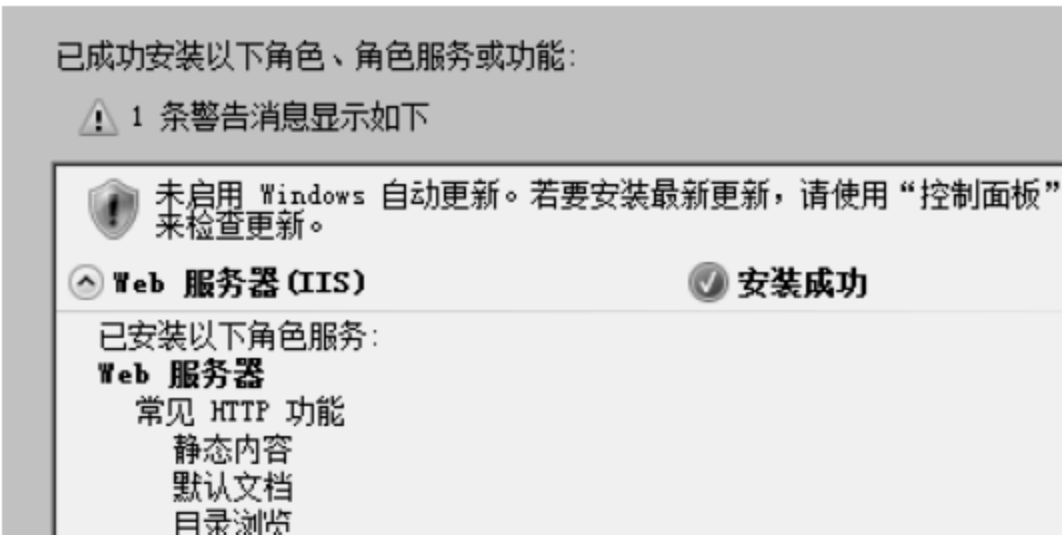 已成功安装以下角色、角色服务或功能:
1 条警告消息显示如下
未启用 Windows 自动更新。若要安装最新更新，请使用“控制面板”
来检查更新。
Web 服务器(IIS)
安装成功
已安装以下角色服务:
Web 服务器
常见 HTTP 功能
静态内容
默认文档
目录浏览